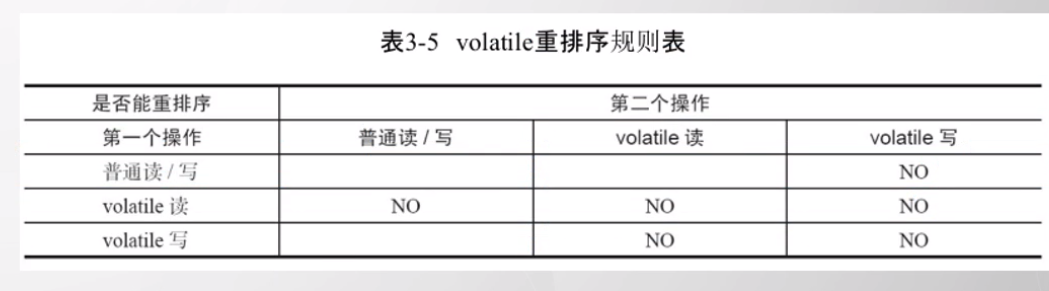 表3-5 volatile重排序规则表
是否能重排序 第二个操作
第一个操作 普通读 / 写 volatile 读 volatile 写
普通读 / 写 NO
volatile 读 NO NO NO
volatile 写 NO NO